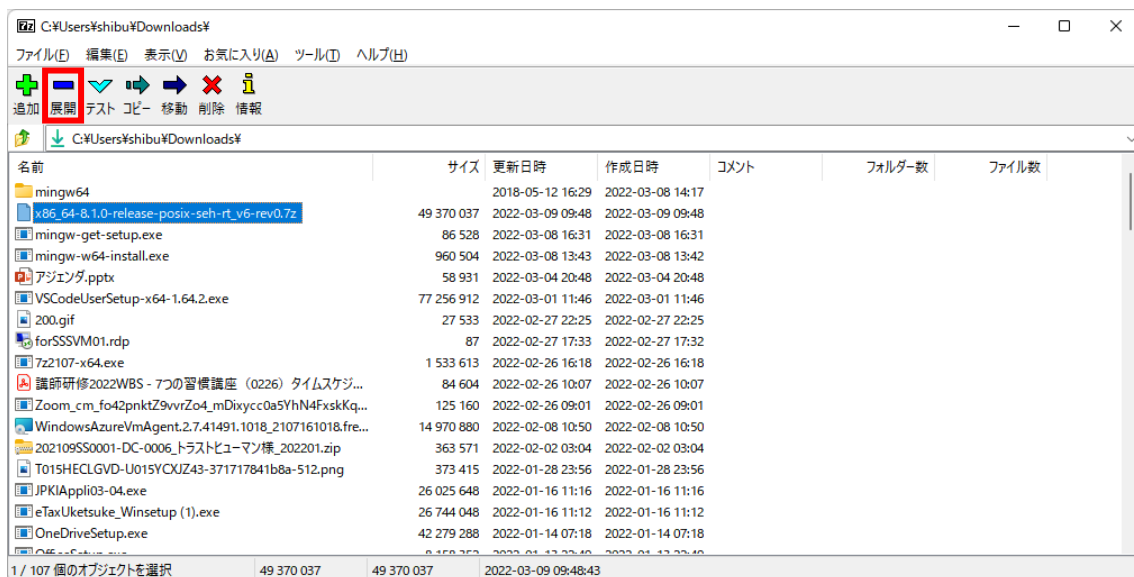 7z C:¥Users¥shibu¥Downloads¥
ファイル(F) 編集(E) 表示(V) お気に入り(A) ツール(T) ヘルプ(H)
追加 展開 テスト コピー 移動 削除 情報
C:¥Users¥shibu¥Downloads¥
名前 サイズ 更新日時 作成日時 コメント フォルダー数 ファイル数
mingw64 2018-05-12 16:29 2022-03-08 14:17
x86_64-8.1.0-release-posix-seh-rt_v6-rev0.7z 49 370 037 2022-03-09 09:48 2022-03-09 09:48
mingw-get-setup.exe 86 528 2022-03-08 16:31 2022-03-08 16:31
mingw-w64-install.exe 960 504 2022-03-08 13:43 2022-03-08 13:42
アジェンダ.pptx 58 931 2022-03-04 20:48 2022-03-04 20:48
VSCodeUserSetup-x64-1.64.2.exe 77 256 912 2022-03-01 11:46 2022-03-01 11:46
200.gif 27 533 2022-02-27 22:25 2022-02-27 22:25
forSSSVM01.rdp 87 2022-02-27 17:33 2022-02-27 17:32
7z2107-x64.exe 1 533 613 2022-02-26 16:18 2022-02-26 16:18
講師研修2022WBS - 7つの習慣講座（0226）タイムスケジ... 84 604 2022-02-26 10:07 2022-02-26 10:07
Zoom_cm_fo42pnktZ9vvrZo4_mDixycc0a5YhN4FxskKq... 125 160 2022-02-26 09:01 2022-02-26 09:01
WindowsAzureVmAgent.2.7.41491.1018_2107161018.fre... 14 970 880 2022-02-08 10:50 2022-02-08 10:50
202109SS0001-DC-0006_トラストヒューマン様_202201.zip 363 571 2022-02-02 03:04 2022-02-02 03:04
T015HECLGVD-U015YCXJZ43-371717841b8a-512.png 373 415 2022-01-28 23:56 2022-01-28 23:56
JPKIAppli03-04.exe 26 025 648 2022-01-16 11:16 2022-01-16 11:16
eTaxUketsuke_Winsetup (1).exe 26 744 048 2022-01-16 11:12 2022-01-16 11:12
OneDriveSetup.exe 42 279 288 2022-01-14 07:18 2022-01-14 07:18
1 / 107 個のオブジェクトを選択 49 370 037 49 370 037 2022-03-09 09:48:43